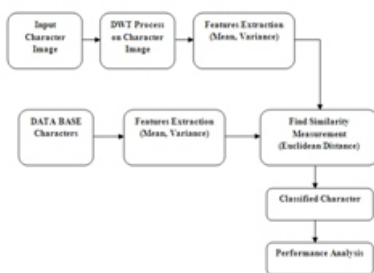 Input
Character
Image
DWT Process
on Character
Image
Features Extraction
(Mean, Variance)
DATA BASE
Characters
Features Extraction
(Mean, Variance)
Find Similarity
Measurement
(Euclidean Distance)
Classified Character
Performance Analysis